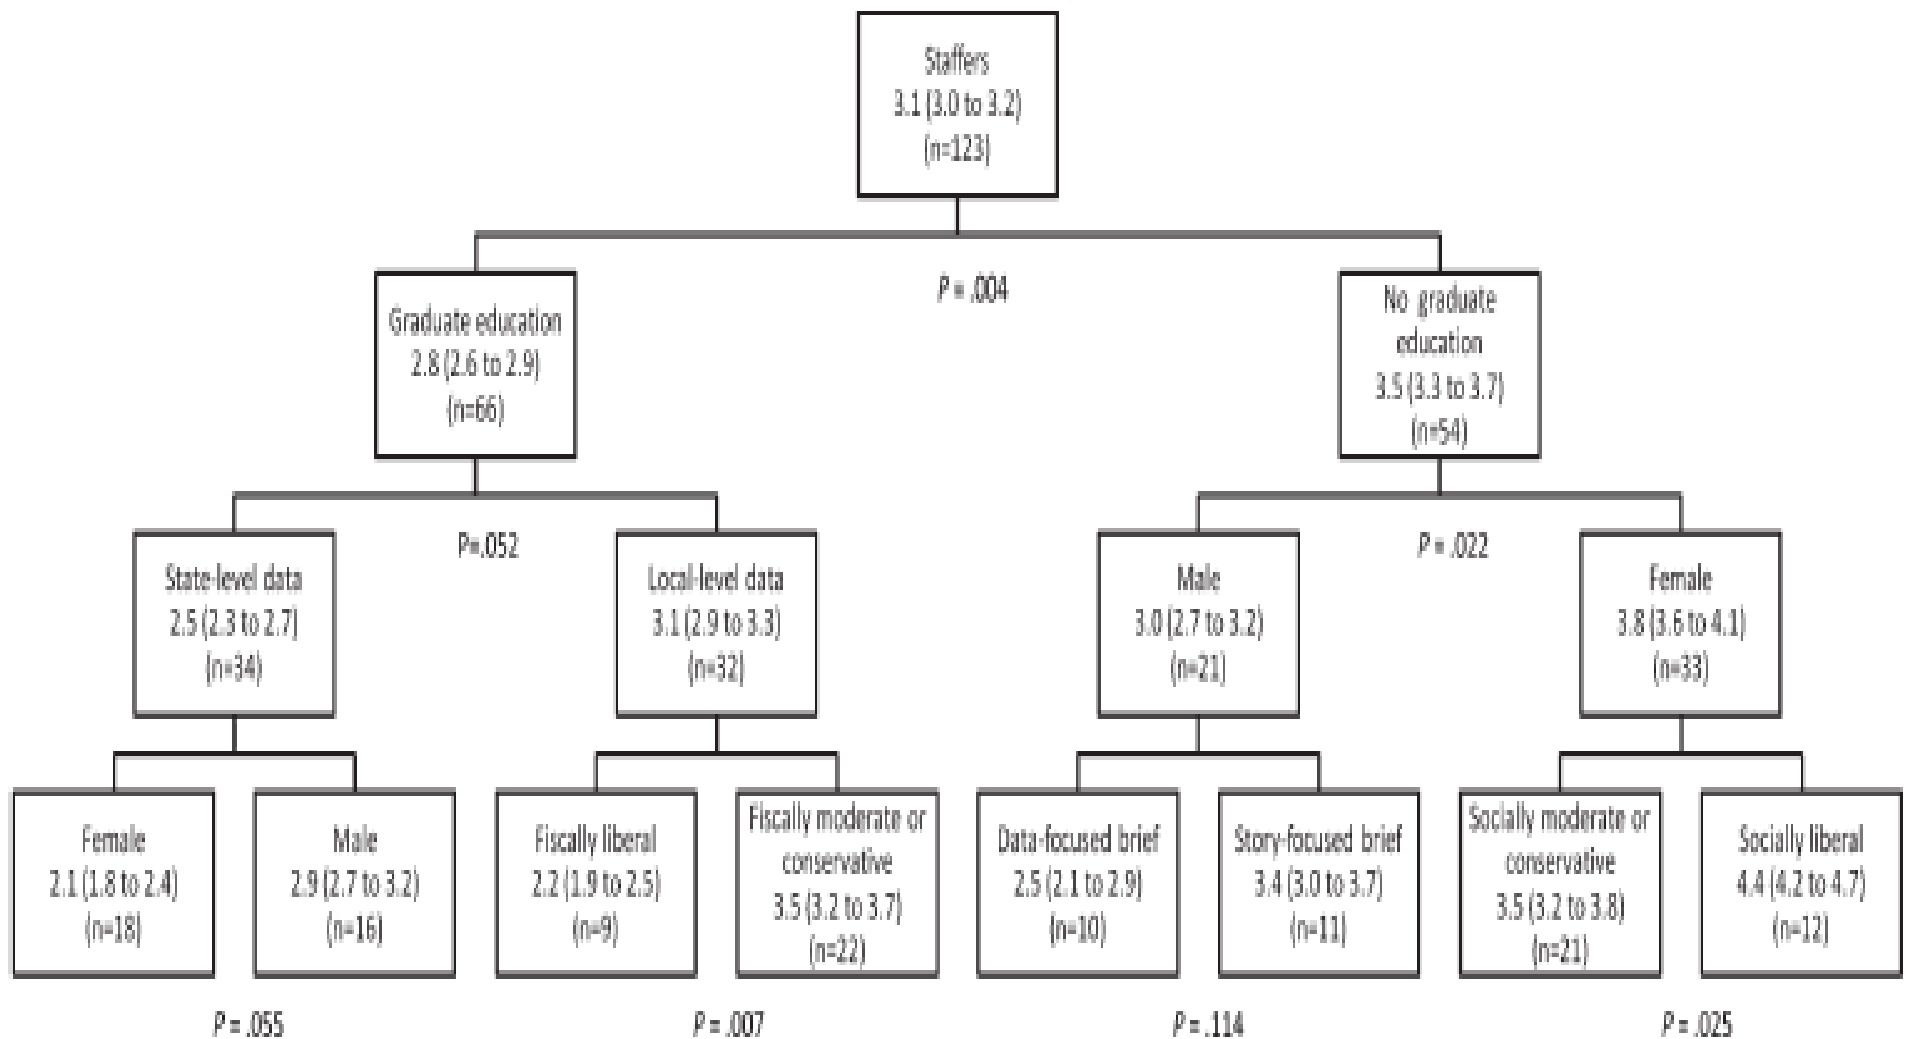 Staffers
3.1 (3.0 to 3.2)
(n=123)
P = .004
Graduate education
2.8 (2.6 to 2.9)
(n=66)
No graduate
education
3.5 (3.3 to 3.7)
(n=54)
P=.052
P = .022
State-level data
2.5 (2.3 to 2.7)
(n=34)
Local-level data
3.1 (2.9 to 3.3)
(n=32)
Male
3.0 (2.7 to 3.2)
(n=21)
Female
3.8 (3.6 to 4.1)
(n=33)
Female
2.1 (1.8 to 2.4)
(n=18)
Male
2.9 (2.7 to 3.2)
(n=16)
Fiscally liberal
2.2 (1.9 to 2.5)
(n=9)
Fiscally moderate or
conservative
3.5 (3.2 to 3.7)
(n=22)
Data-focused brief
2.5 (2.1 to 2.9)
(n=10)
Story-focused brief
3.4 (3.0 to 3.7)
(n=11)
Socially moderate or
conservative
3.5 (3.2 to 3.8)
(n=21)
Socially liberal
4.4 (4.2 to 4.7)
(n=12)
P = .055
P = .007
P = .114
P = .025